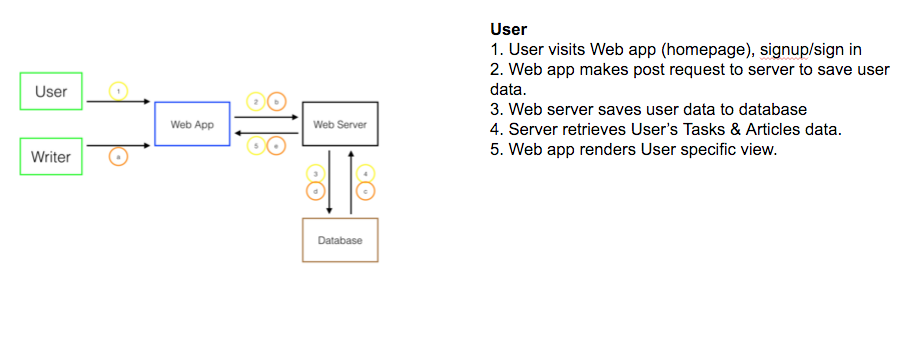 User
1. User visits Web app (homepage), signup/sign in
2. Web app makes post request to server to save user
data.
3. Web server saves user data to database
4. Server retrieves User's Tasks & Articles data.
5. Web app renders User specific view.
User
1
2 b
Web App
Web Server
Writer
a
5 e
3 4
d c
Database